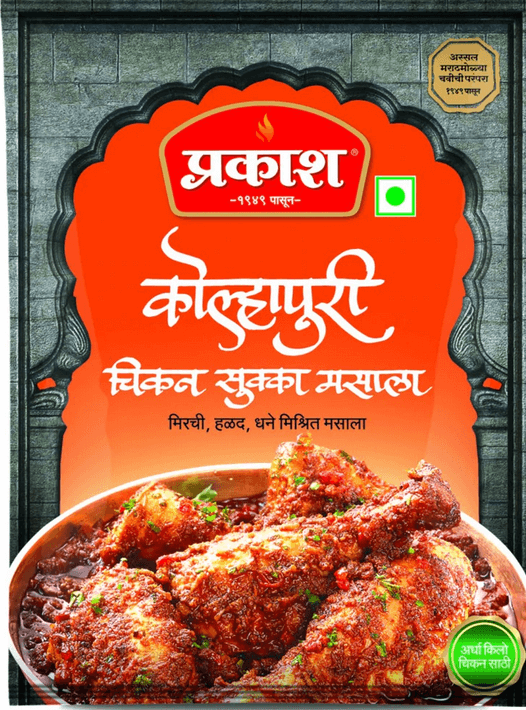 अस्सल
मराठमोळ्या
चवीची परंपरा
१९४९ पासून
प्रकाश®
-१९४९ पासून-
कोल्हापुरी
चिकन सुक्का मसाला
मिरची, हळद, धने मिश्रित मसाला
अर्धा किलो
चिकन साठी